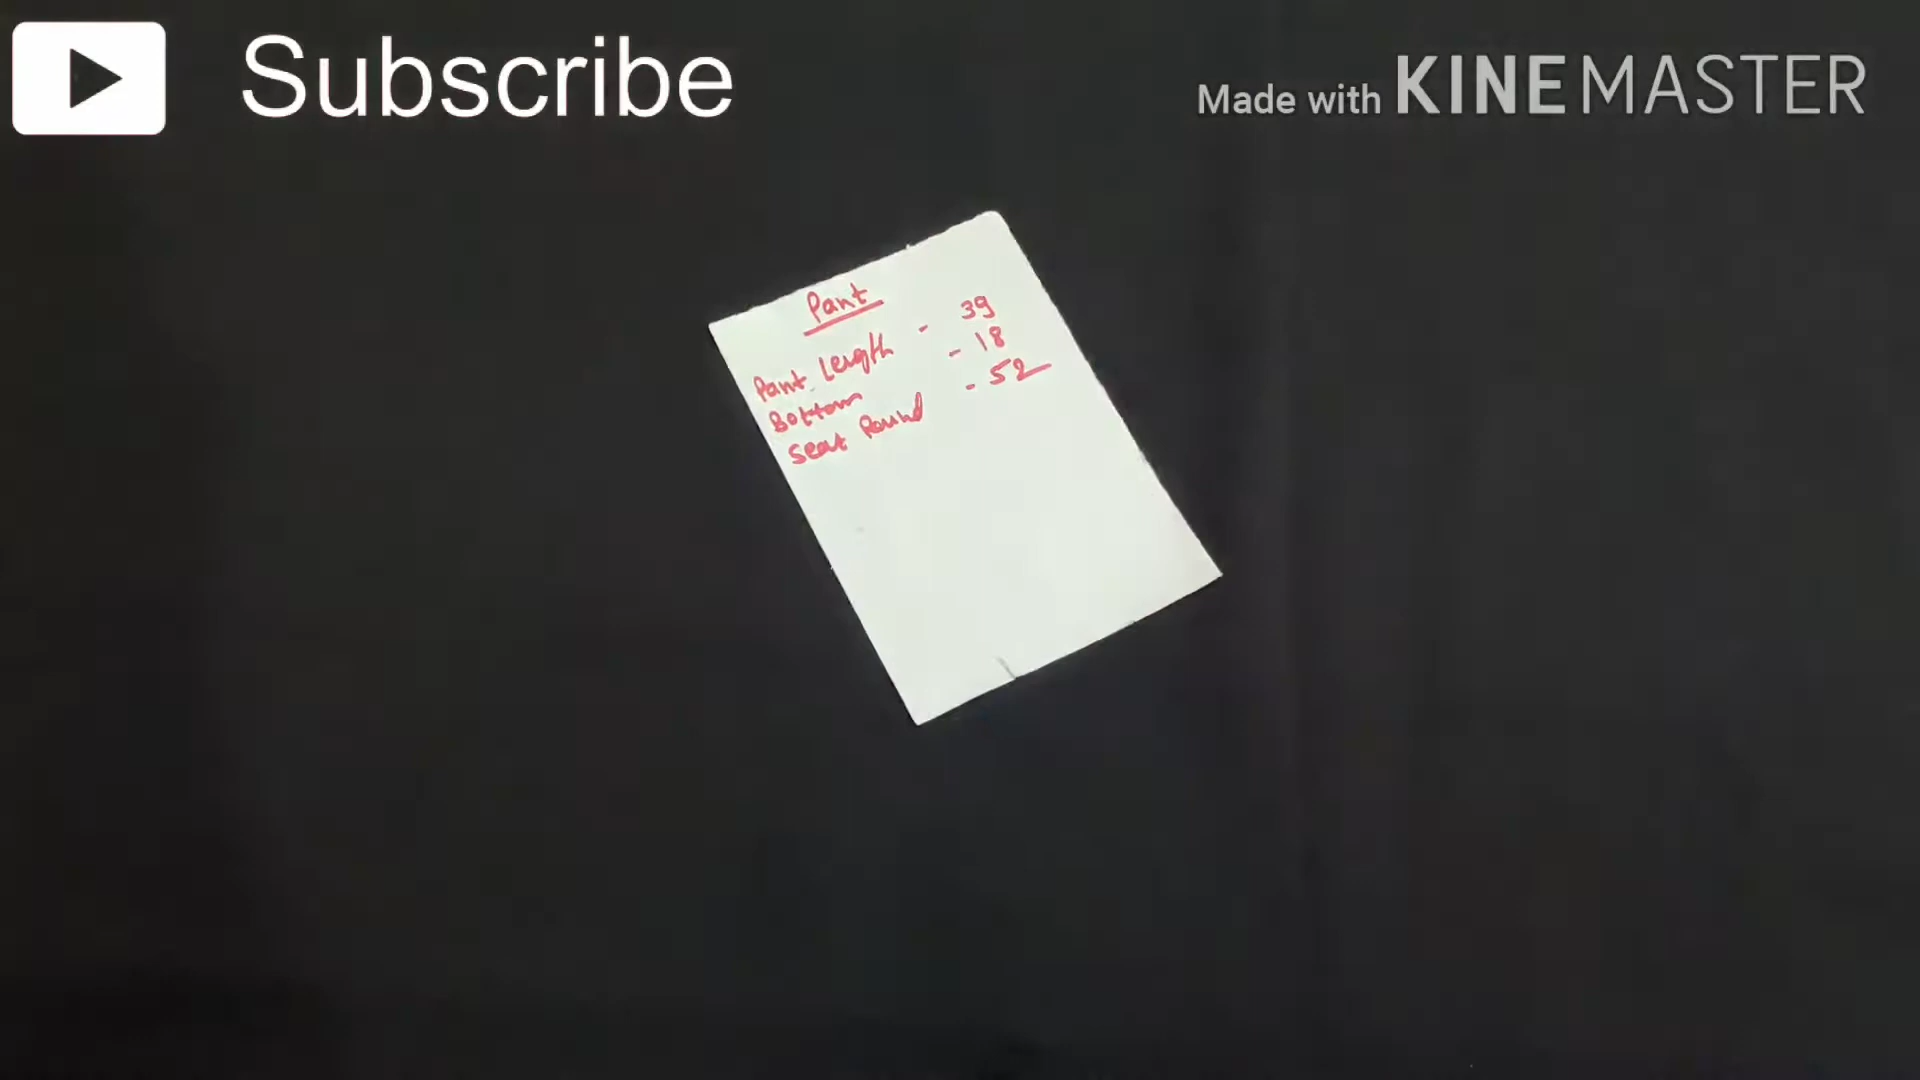 Subscribe
Made with KINEMASTER
Pant
Pant Length - 39
Bottom - 18
Seat Round - 52